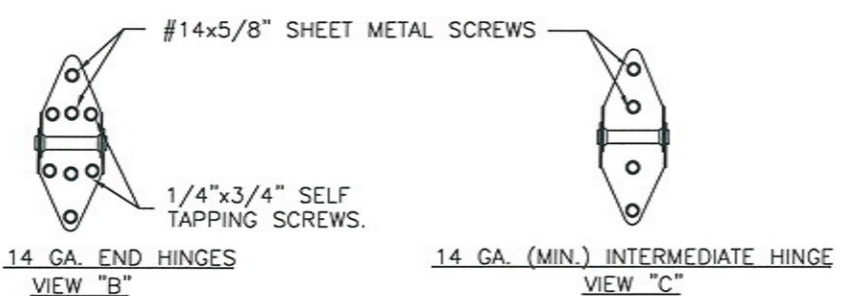 #14x5/8" SHEET METAL SCREWS
1/4"x3/4" SELF
TAPPING SCREWS.
14 GA. END HINGES
VIEW "B"
14 GA. (MIN.) INTERMEDIATE HINGE
VIEW "C"